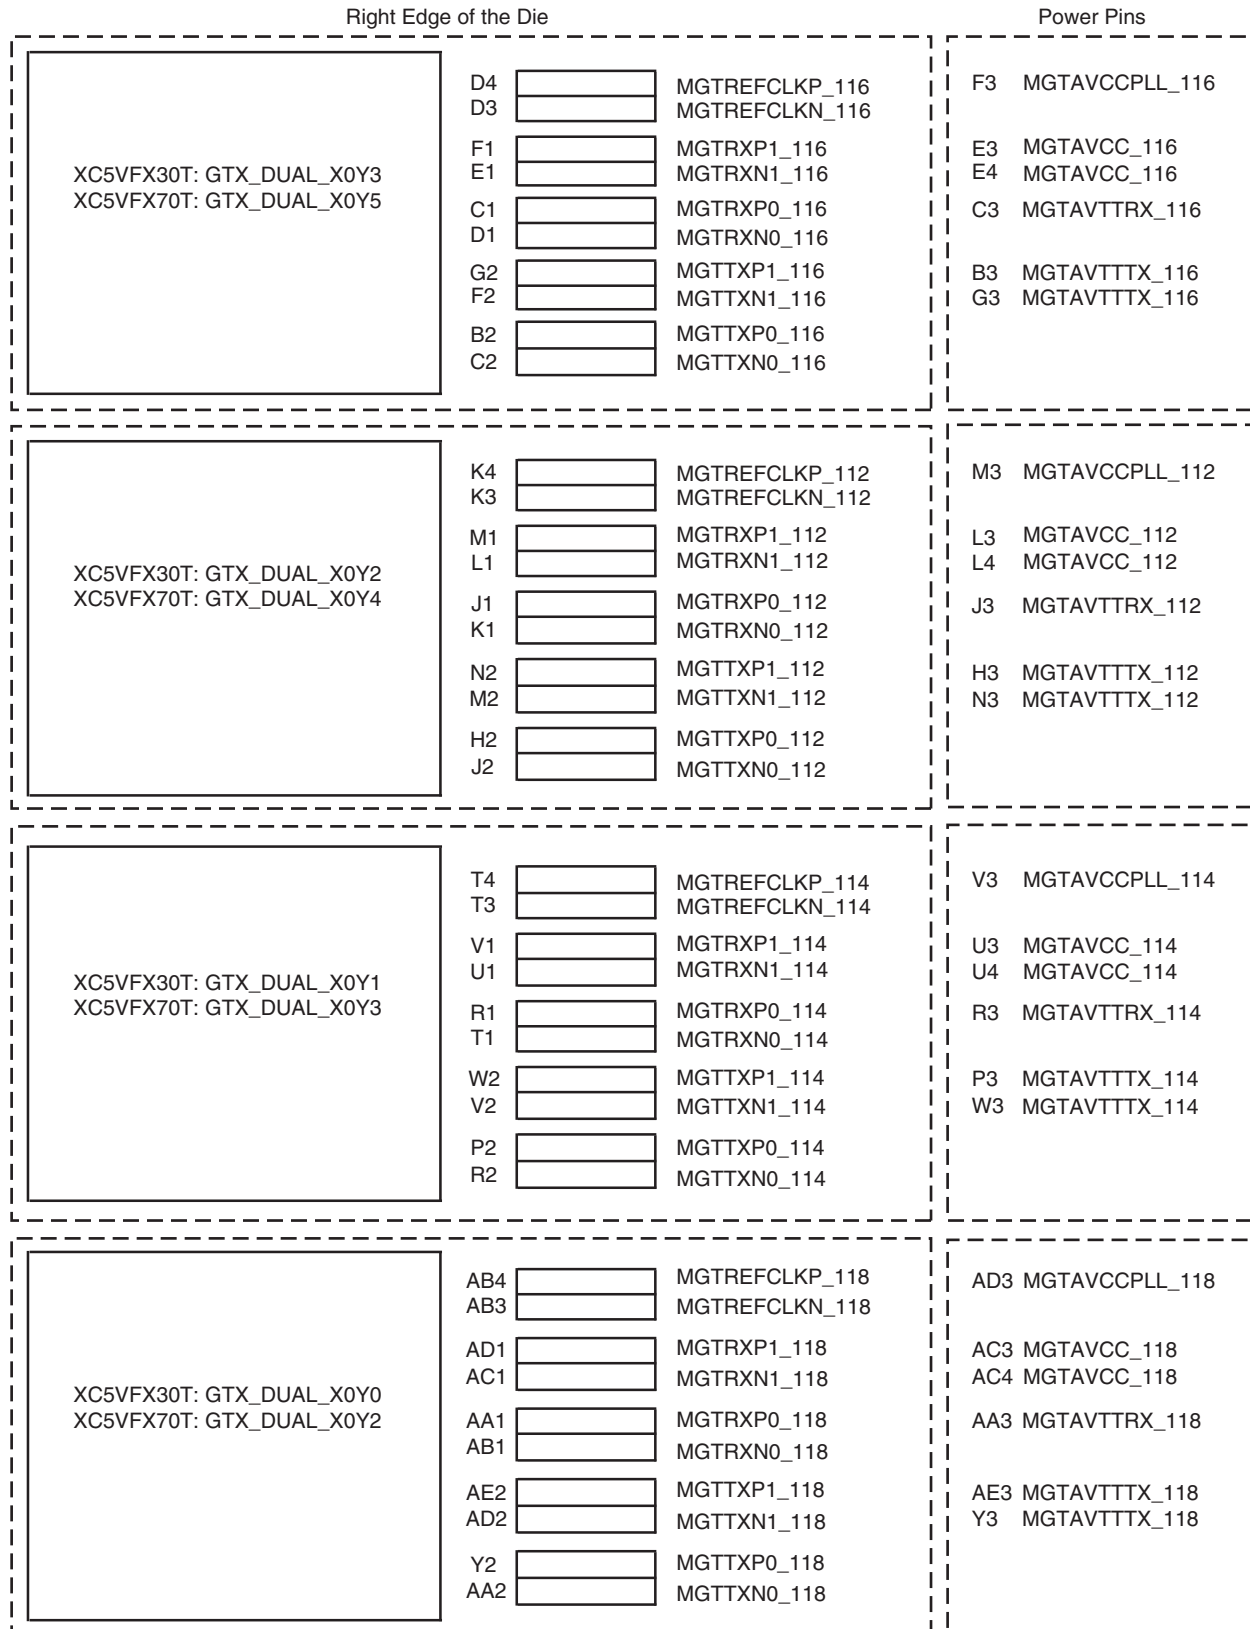 Right Edge of the Die
Power Pins
XC5VFX30T: GTX_DUAL_X0Y3
XC5VFX70T: GTX_DUAL_X0Y5
D4 MGTREFCLKP_116
D3 MGTREFCLKN_116
F1 MGTRXP1_116
E1 MGTRXN1_116
C1 MGTRXP0_116
D1 MGTRXN0_116
G2 MGTTXP1_116
F2 MGTTXN1_116
B2 MGTTXP0_116
C2 MGTTXN0_116
F3 MGTAVCCPLL_116
E3 MGTAVCC_116
E4 MGTAVCC_116
C3 MGTAVTTRX_116
B3 MGTAVTTTX_116
G3 MGTAVTTTX_116
XC5VFX30T: GTX_DUAL_X0Y2
XC5VFX70T: GTX_DUAL_X0Y4
K4 MGTREFCLKP_112
K3 MGTREFCLKN_112
M1 MGTRXP1_112
L1 MGTRXN1_112
J1 MGTRXP0_112
K1 MGTRXN0_112
N2 MGTTXP1_112
M2 MGTTXN1_112
H2 MGTTXP0_112
J2 MGTTXN0_112
M3 MGTAVCCPLL_112
L3 MGTAVCC_112
L4 MGTAVCC_112
J3 MGTAVTTRX_112
H3 MGTAVTTTX_112
N3 MGTAVTTTX_112
XC5VFX30T: GTX_DUAL_X0Y1
XC5VFX70T: GTX_DUAL_X0Y3
T4 MGTREFCLKP_114
T3 MGTREFCLKN_114
V1 MGTRXP1_114
U1 MGTRXN1_114
R1 MGTRXP0_114
T1 MGTRXN0_114
W2 MGTTXP1_114
V2 MGTTXN1_114
P2 MGTTXP0_114
R2 MGTTXN0_114
V3 MGTAVCCPLL_114
U3 MGTAVCC_114
U4 MGTAVCC_114
R3 MGTAVTTRX_114
P3 MGTAVTTTX_114
W3 MGTAVTTTX_114
XC5VFX30T: GTX_DUAL_X0Y0
XC5VFX70T: GTX_DUAL_X0Y2
AB4 MGTREFCLKP_118
AB3 MGTREFCLKN_118
AD1 MGTRXP1_118
AC1 MGTRXN1_118
AA1 MGTRXP0_118
AB1 MGTRXN0_118
AE2 MGTTXP1_118
AD2 MGTTXN1_118
Y2 MGTTXP0_118
AA2 MGTTXN0_118
AD3 MGTAVCCPLL_118
AC3 MGTAVCC_118
AC4 MGTAVCC_118
AA3 MGTAVTTRX_118
AE3 MGTAVTTTX_118
Y3 MGTAVTTTX_118